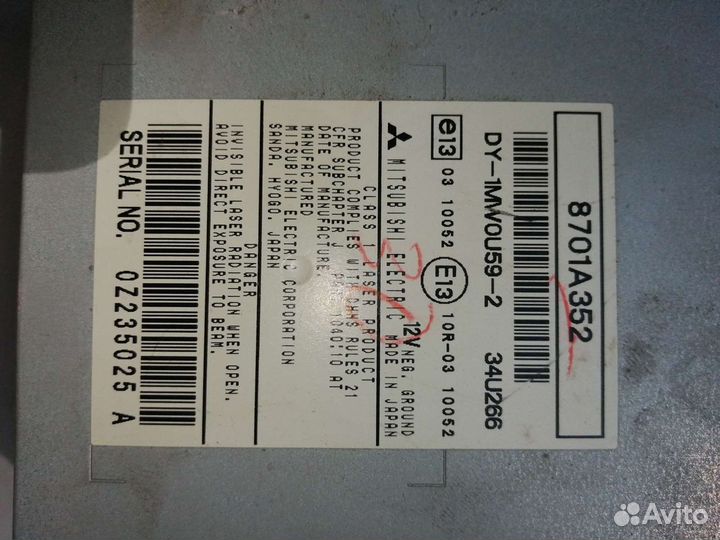 8701A352
DY-1MW0U59-2 34U266
e13 03 10052 E13 10R-03 10052
MITSUBISHI ELECTRIC MADE IN JAPAN
12V NEG. GROUND
CLASS 1 LASER PRODUCT
PRODUCT COMPLIES WITH DHHS RULES 21
CFR SUBCHAPTER J, PART 1040:10 AT
DATE OF MANUFACTURE.
MANUFACTURED
MITSUBISHI ELECTRIC CORPORATION
SANDA, HYOGO, JAPAN
DANGER
INVISIBLE LASER RADIATION WHEN OPEN.
AVOID DIRECT EXPOSURE TO BEAM.
SERIAL NO. 0Z235025 A
Avito